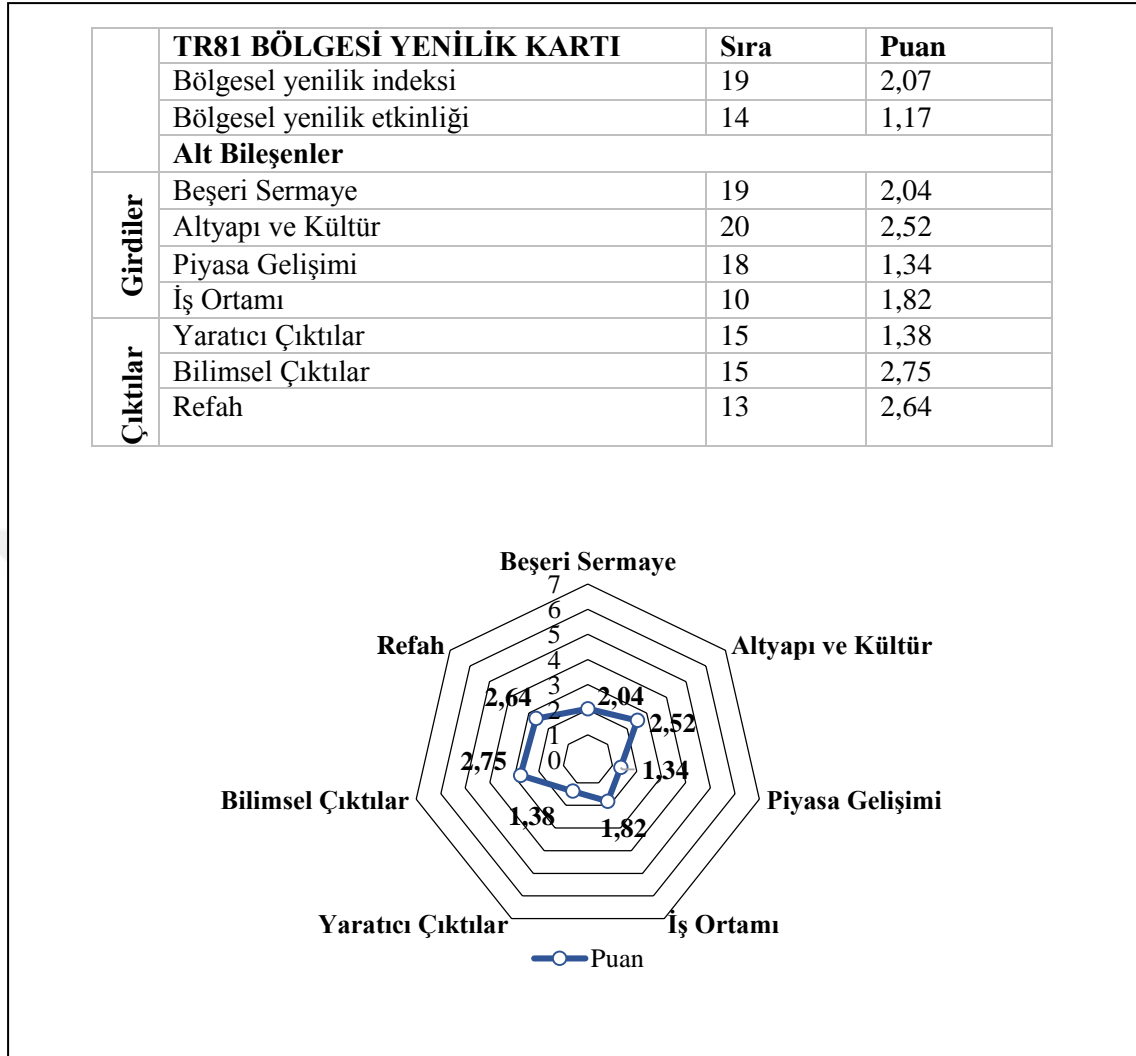 TR81 BÖLGESİ YENİLİK KARTI Sıra Puan
Bölgesel yenilik indeksi 19 2,07
Bölgesel yenilik etkinliği 14 1,17
Alt Bileşenler
Girdiler
Beşeri Sermaye 19 2,04
Altyapı ve Kültür 20 2,52
Piyasa Gelişimi 18 1,34
İş Ortamı 10 1,82
Çıktılar
Yaratıcı Çıktılar 15 1,38
Bilimsel Çıktılar 15 2,75
Refah 13 2,64
Beşeri Sermaye
7
6
Refah 5 Altyapı ve Kültür
4
3
2,64 2 2,04 2,52
1
2,75 0 1,34
Bilimsel Çıktılar Piyasa Gelişimi
1,38 1,82
Yaratıcı Çıktılar İş Ortamı
Puan